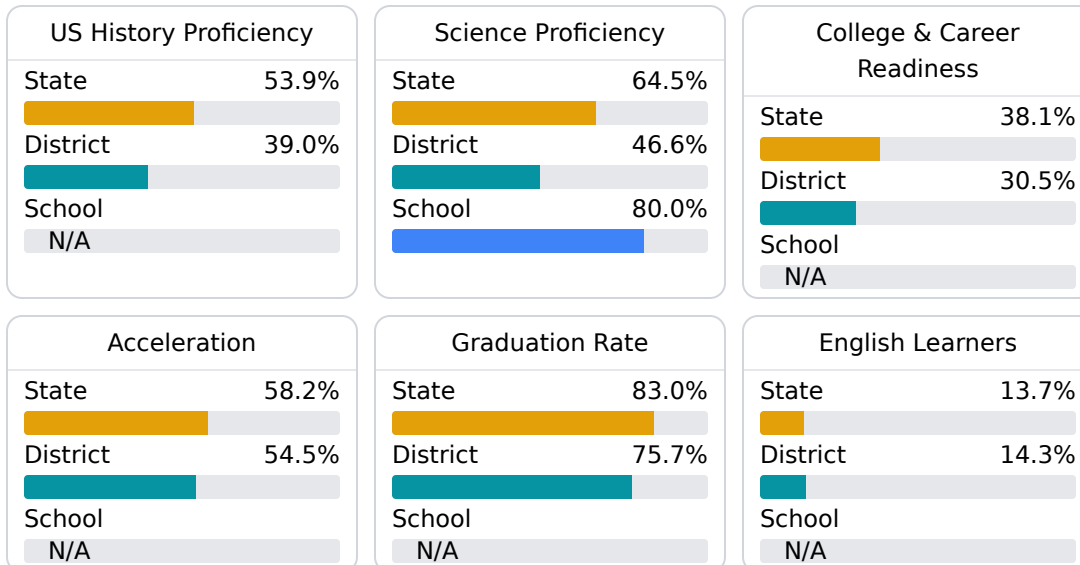 US History Proficiency
State 53.9%
District 39.0%
School
N/A
Science Proficiency
State 64.5%
District 46.6%
School 80.0%
College & Career
Readiness
State 38.1%
District 30.5%
School
N/A
Acceleration
State 58.2%
District 54.5%
School
N/A
Graduation Rate
State 83.0%
District 75.7%
School
N/A
English Learners
State 13.7%
District 14.3%
School
N/A